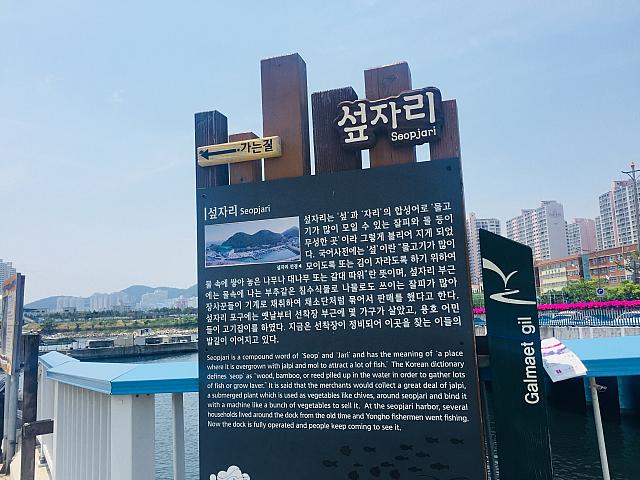 섶자리
Seopjari
가는길
섶자리 Seopjari
섶자리 전경
섶자리는 '섶'과 '자리'의 합성어로 "물고
기가 많이 모일 수 있는 잘피와 몰 등이
무성한 곳"이라 그렇게 불리어 지게 되었
다. 국어사전에는 '섶'이란 "물고기가 많이
모이도록 또는 김이 자라도록 하기 위하여
물 속에 쌓아 놓은 나무나 대나무 또는 갈대 따위"란 뜻이며, 섶자리 부근
에는 물속에 나는 부추같은 침수식물로 나물로도 쓰이는 잘피가 많아
장사꾼들이 기계로 채취하여 채소단처럼 묶어서 판매를 했다고 한다.
섶자리 포구에는 옛날부터 선착장 부근에 몇 가구가 살았고, 용호 어민
들이 고기잡이를 하였다. 지금은 선착장이 정비되어 이곳을 찾는 이들의
발길이 이어지고 있다.
Seopjari is a compound word of `Seop` and `Jari` and has the meaning of `a place
where it is overgrown with jalpi and mol to attract a lot of fish.` The Korean dictionary
defines `seop` as "wood, bamboo, or reed piled up in the water in order to gather lots
of fish or grow laver." It is said that the merchants would collect a great deal of jalpi,
a submerged plant which is used as vegetables like chives, around seopjari and bind it
with a machine like a bunch of vegetables to sell it. At the seopjari harbor, several
households lived around the dock from the old time and Yongho fishermen went fishing.
Now the dock is fully operated and people keep coming to see it.
Galmaet gil